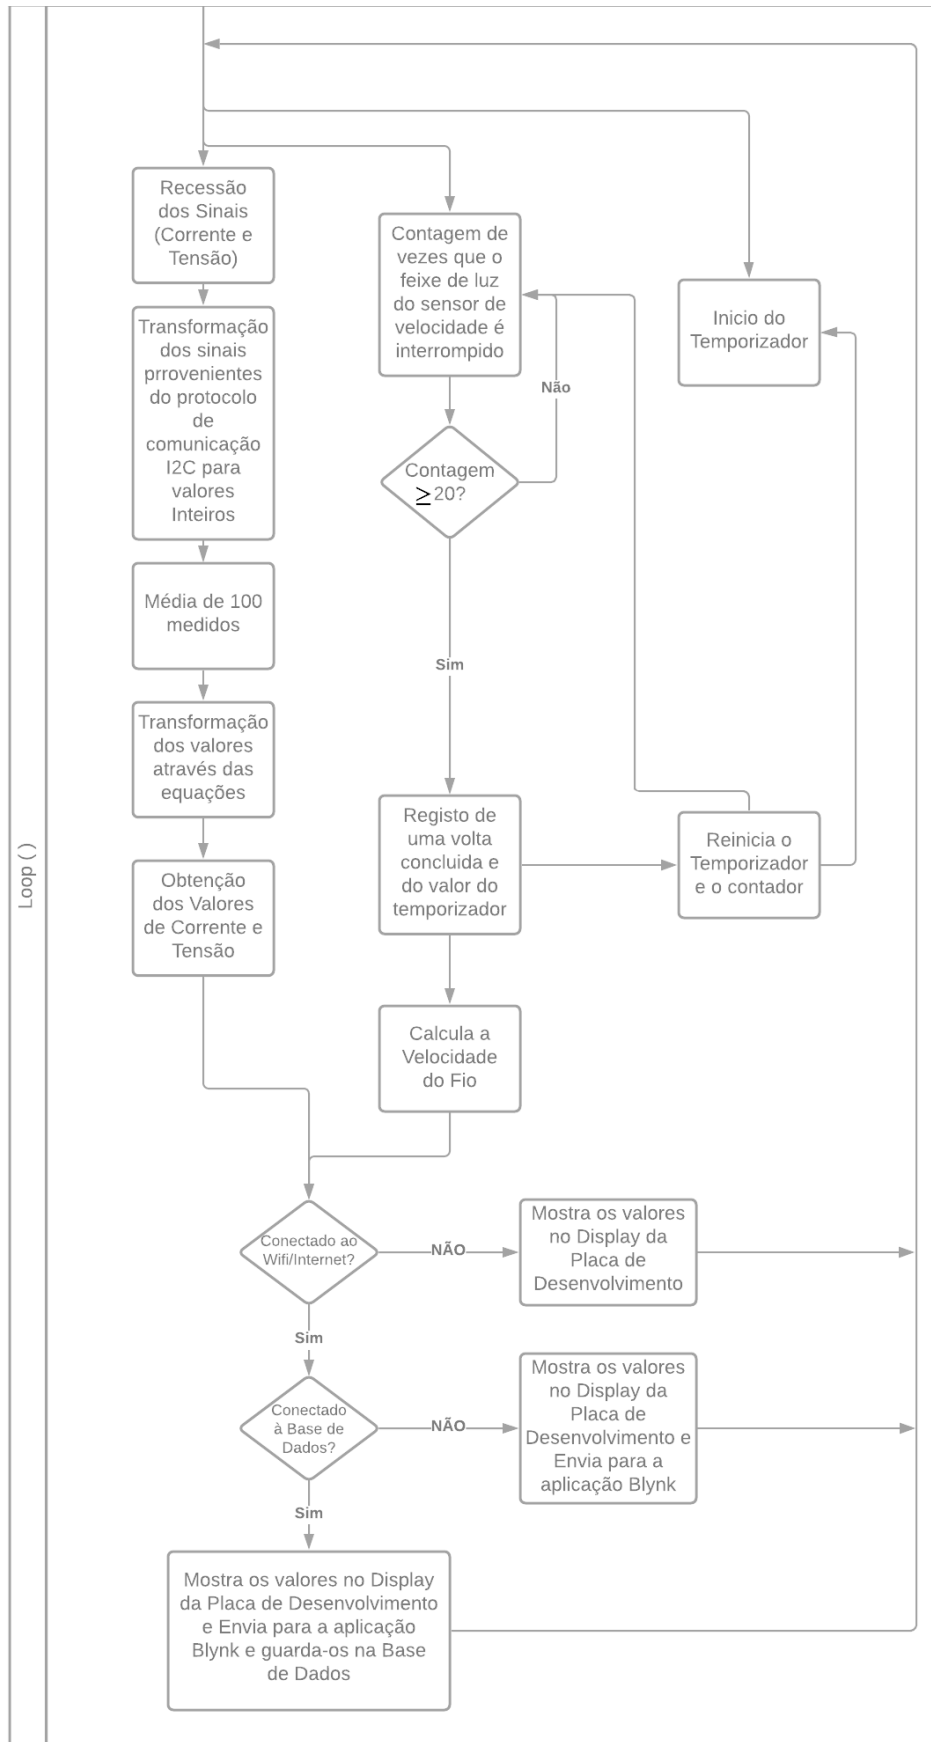 Loop ( )
Recessão
dos Sinais
(Corrente e
Tensão)
Transformação
dos sinais
prrovenientes
do protocolo
de
comunicação
I2C para
valores
Inteiros
Média de 100
medidos
Transformação
dos valores
através das
equações
Obtenção
dos Valores
de Corrente e
Tensão
Contagem de
vezes que o
feixe de luz
do sensor de
velocidade é
interrompido
Não
Contagem
≥20?
Sim
Registo de
uma volta
concluida e
do valor do
temporizador
Calcula a
Velocidade
do Fio
Inicio do
Temporizador
Reinicia o
Temporizador
e o contador
Conectado ao
Wifi/Internet?
NÃO
Mostra os valores
no Display da
Placa de
Desenvolvimento
Sim
Conectado
à Base de
Dados?
NÃO
Mostra os valores
no Display da
Placa de
Desenvolvimento e
Envia para a
aplicação Blynk
Sim
Mostra os valores no Display
da Placa de Desenvolvimento
e Envia para a aplicação
Blynk e guarda-os na Base
de Dados